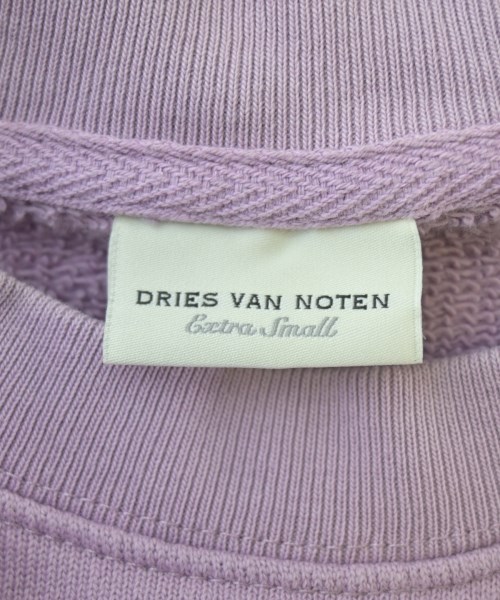 DRIES VAN NOTEN
Extra Small